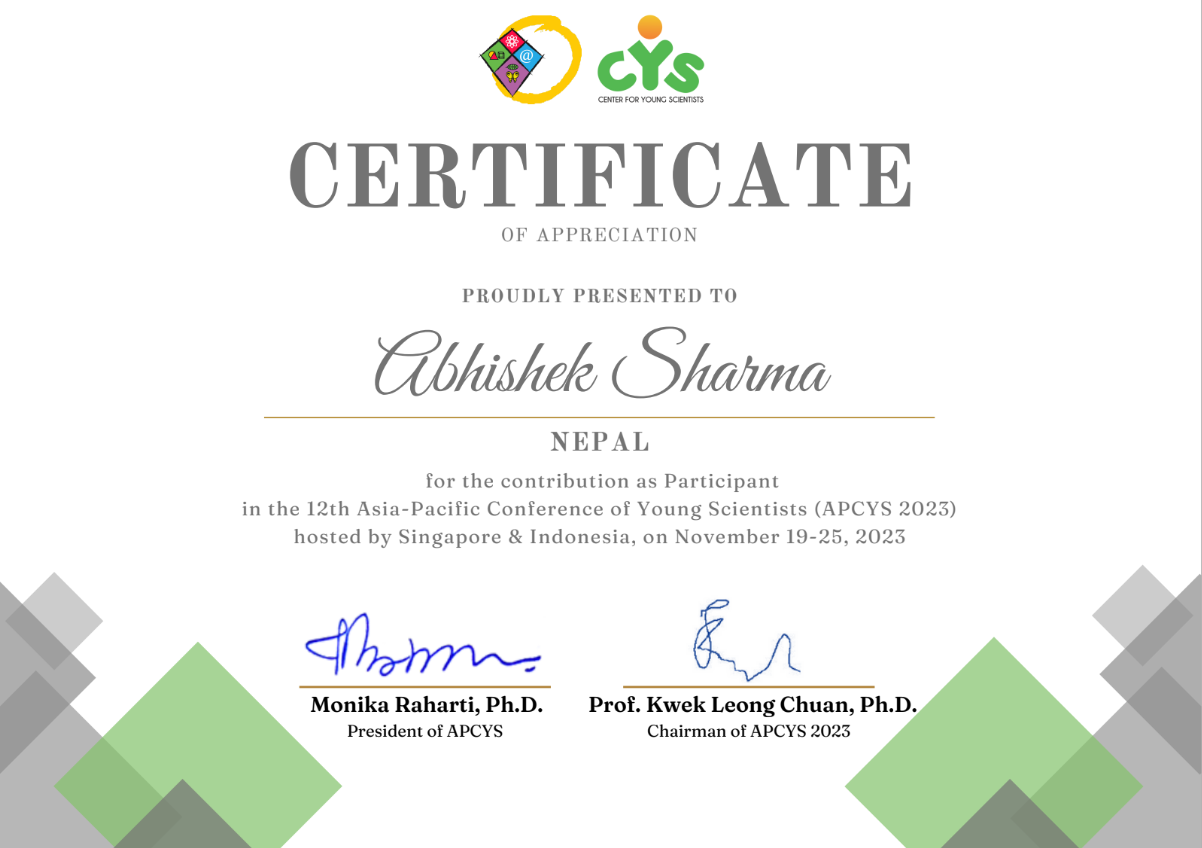 @
CYS
CENTER FOR YOUNG SCIENTISTS
CERTIFICATE
OF APPRECIATION
PROUDLY PRESENTED TO
Abhishek Sharma
NEPAL
for the contribution as Participant
in the 12th Asia-Pacific Conference of Young Scientists (APCYS 2023)
hosted by Singapore & Indonesia, on November 19-25, 2023
Monika Raharti, Ph.D.
President of APCYS
Prof. Kwek Leong Chuan, Ph.D.
Chairman of APCYS 2023